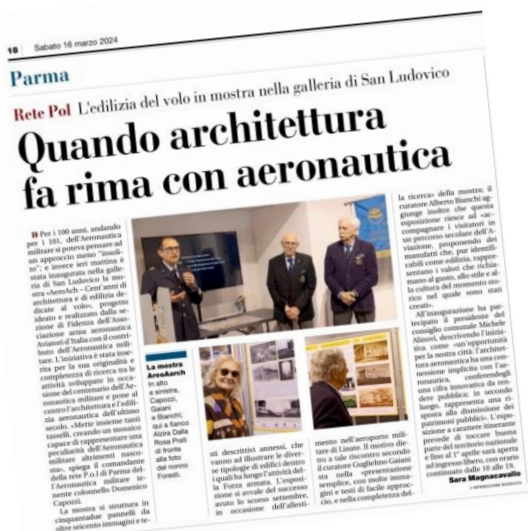 18 Sabato 16 marzo 2024
Parma
Rete Pol L'edilizia del volo in mostra nella galleria di San Ludovico
Quando architettura
fa rima con aeronautica
» Per i 100 anni, andando
per i 101, dell'Aeronautica
militare si poteva pensare ad
un approccio meno "insoli-
to"; e invece ieri mattina è
stata inaugurata nella galle-
ria di San Ludovico la mo-
stra «AernArch – Cent'anni di
architettura e di edilizia de-
dicate al volo», progetto
ideato e realizzato dalla se-
zione di Fidenza dell'Asso-
ciazione arma aeronautica
Aviatori d'Italia con il contri-
buto dell'Aeronautica mili-
tare. L'iniziativa è stata inse-
rita per la sua originalità e
completezza di ricerca tra le
attività sviluppate in occa-
sione del centenario dell'Ae-
ronautica militare e pone al
centro l'architettura e l'edili-
zia aeronautica dell'ultimo
secolo. «Mette insieme tanti
tasselli, creando un mosaico
capace di rappresentare una
peculiarità dell'Aeronautica
militare altrimenti nasco-
sta», spiega il comandante
della rete P.o.l di Parma del-
l'Aeronautica militare te-
nente colonnello Domenico
Capozzi.
La mostra si struttura in
cinquantadue pannelli da
oltre seicento immagini e te-
La mostra
AreoAarch
In alto
a sinistra,
Capozzi,
Gaiani
e Bianchi;
qui a fianco
Alzira Dalla
Rosa Prati
di fronte
alla foto
del nonno
Foresti.
sti descrittivi annessi, che
vanno ad illustrare le diver-
se tipologie di edifici dentro
i quali ha luogo l'attività del-
la Forza armata. L'esposi-
zione si avvale del successo
avuto lo scorso settembre,
in occasione dell'allesti-
mento nell'aeroporto mili-
tare di Linate. Il motivo die-
tro a tale riscontro secondo
il curatore Guglielmo Gaiani
sta nella «presentazione
semplice, con molte imma-
gini e testi di facile approc-
cio, e nella completezza del-
la ricerca» della mostra; il
curatore Alberto Bianchi ag-
giunge inoltre che questa
esposizione riesce ad «ac-
compagnare i visitatori in
un percorso secolare dell'A-
viazione, proponendo dei
manufatti che, pur identifi-
cabili come edilizia, rappre-
sentano i valori che richia-
mano al gusto, allo stile e al-
la cultura del momento sto-
rico nel quale sono stati
creati».
All'inaugurazione ha par-
tecipato il presidente del
consiglio comunale Michele
Alinovi, descrivendo l'inizia-
tiva come «un'opportunità
per la nostra città: l'architet-
tura aeronautica ha una con-
nessione implicita con l'ae-
ronautica, conferendogli
una cifra innovativa da ren-
dere pubblica; in secondo
luogo, rappresenta una ri-
sposta alla dismissione del
patrimoni pubblici». L'espo-
sizione a carattere itinerante
prevede di toccare buona
parte del territorio nazionale
e fino al 1° aprile sarà aperta
ad ingresso libero, con orario
continuato dalle 10 alle 19.
Sara Magnacavallo
© RIPRODUZIONE RISERVATA